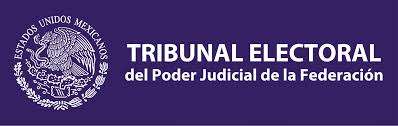 ESTADOS UNIDOS MEXICANOS
TRIBUNAL ELECTORAL
del Poder Judicial de la Federación